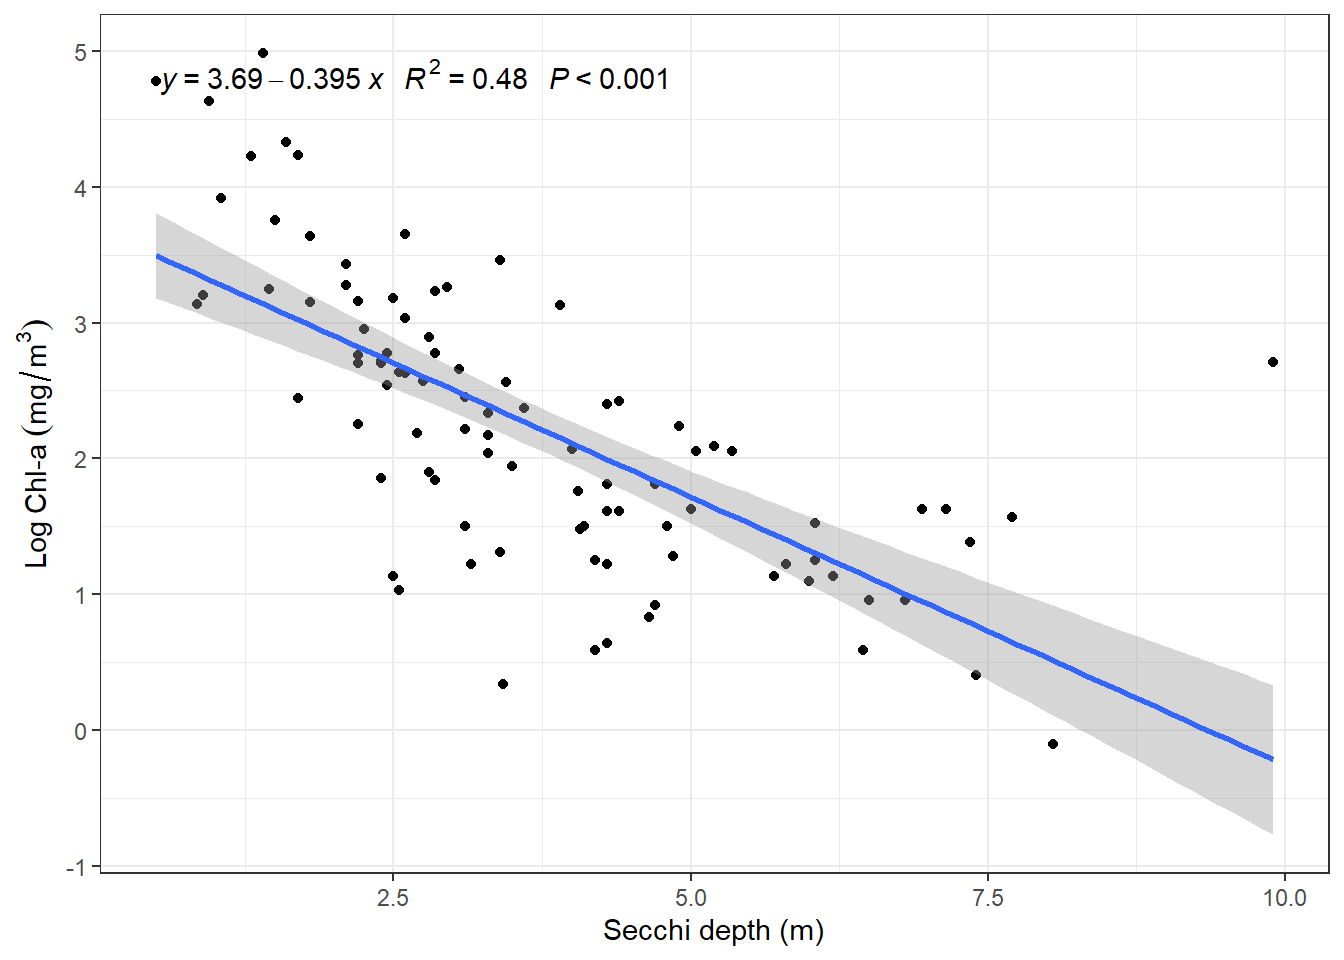 y = 3.69 − 0.395 x R² = 0.48 P < 0.001
5
4
3
2
1
0
-1
Log Chl-a (mg/m³)
2.5 5.0 7.5 10.0
Secchi depth (m)